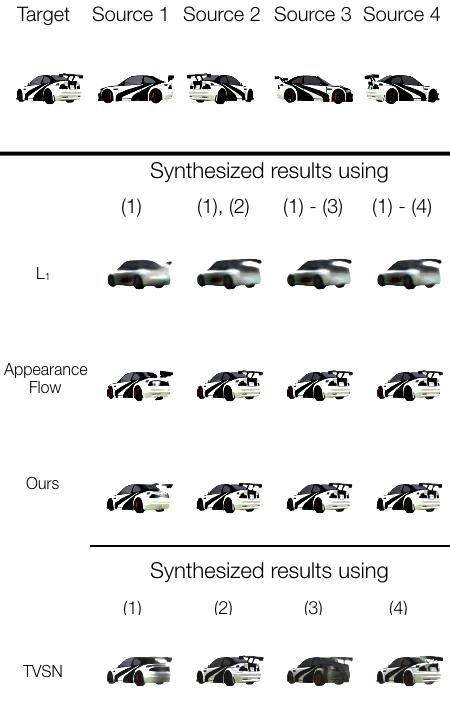 Target Source 1 Source 2 Source 3 Source 4
Synthesized results using
(1) (1), (2) (1) - (3) (1) - (4)
L₁
Appearance
Flow
Ours
Synthesized results using
(1) (2) (3) (4)
TVSN